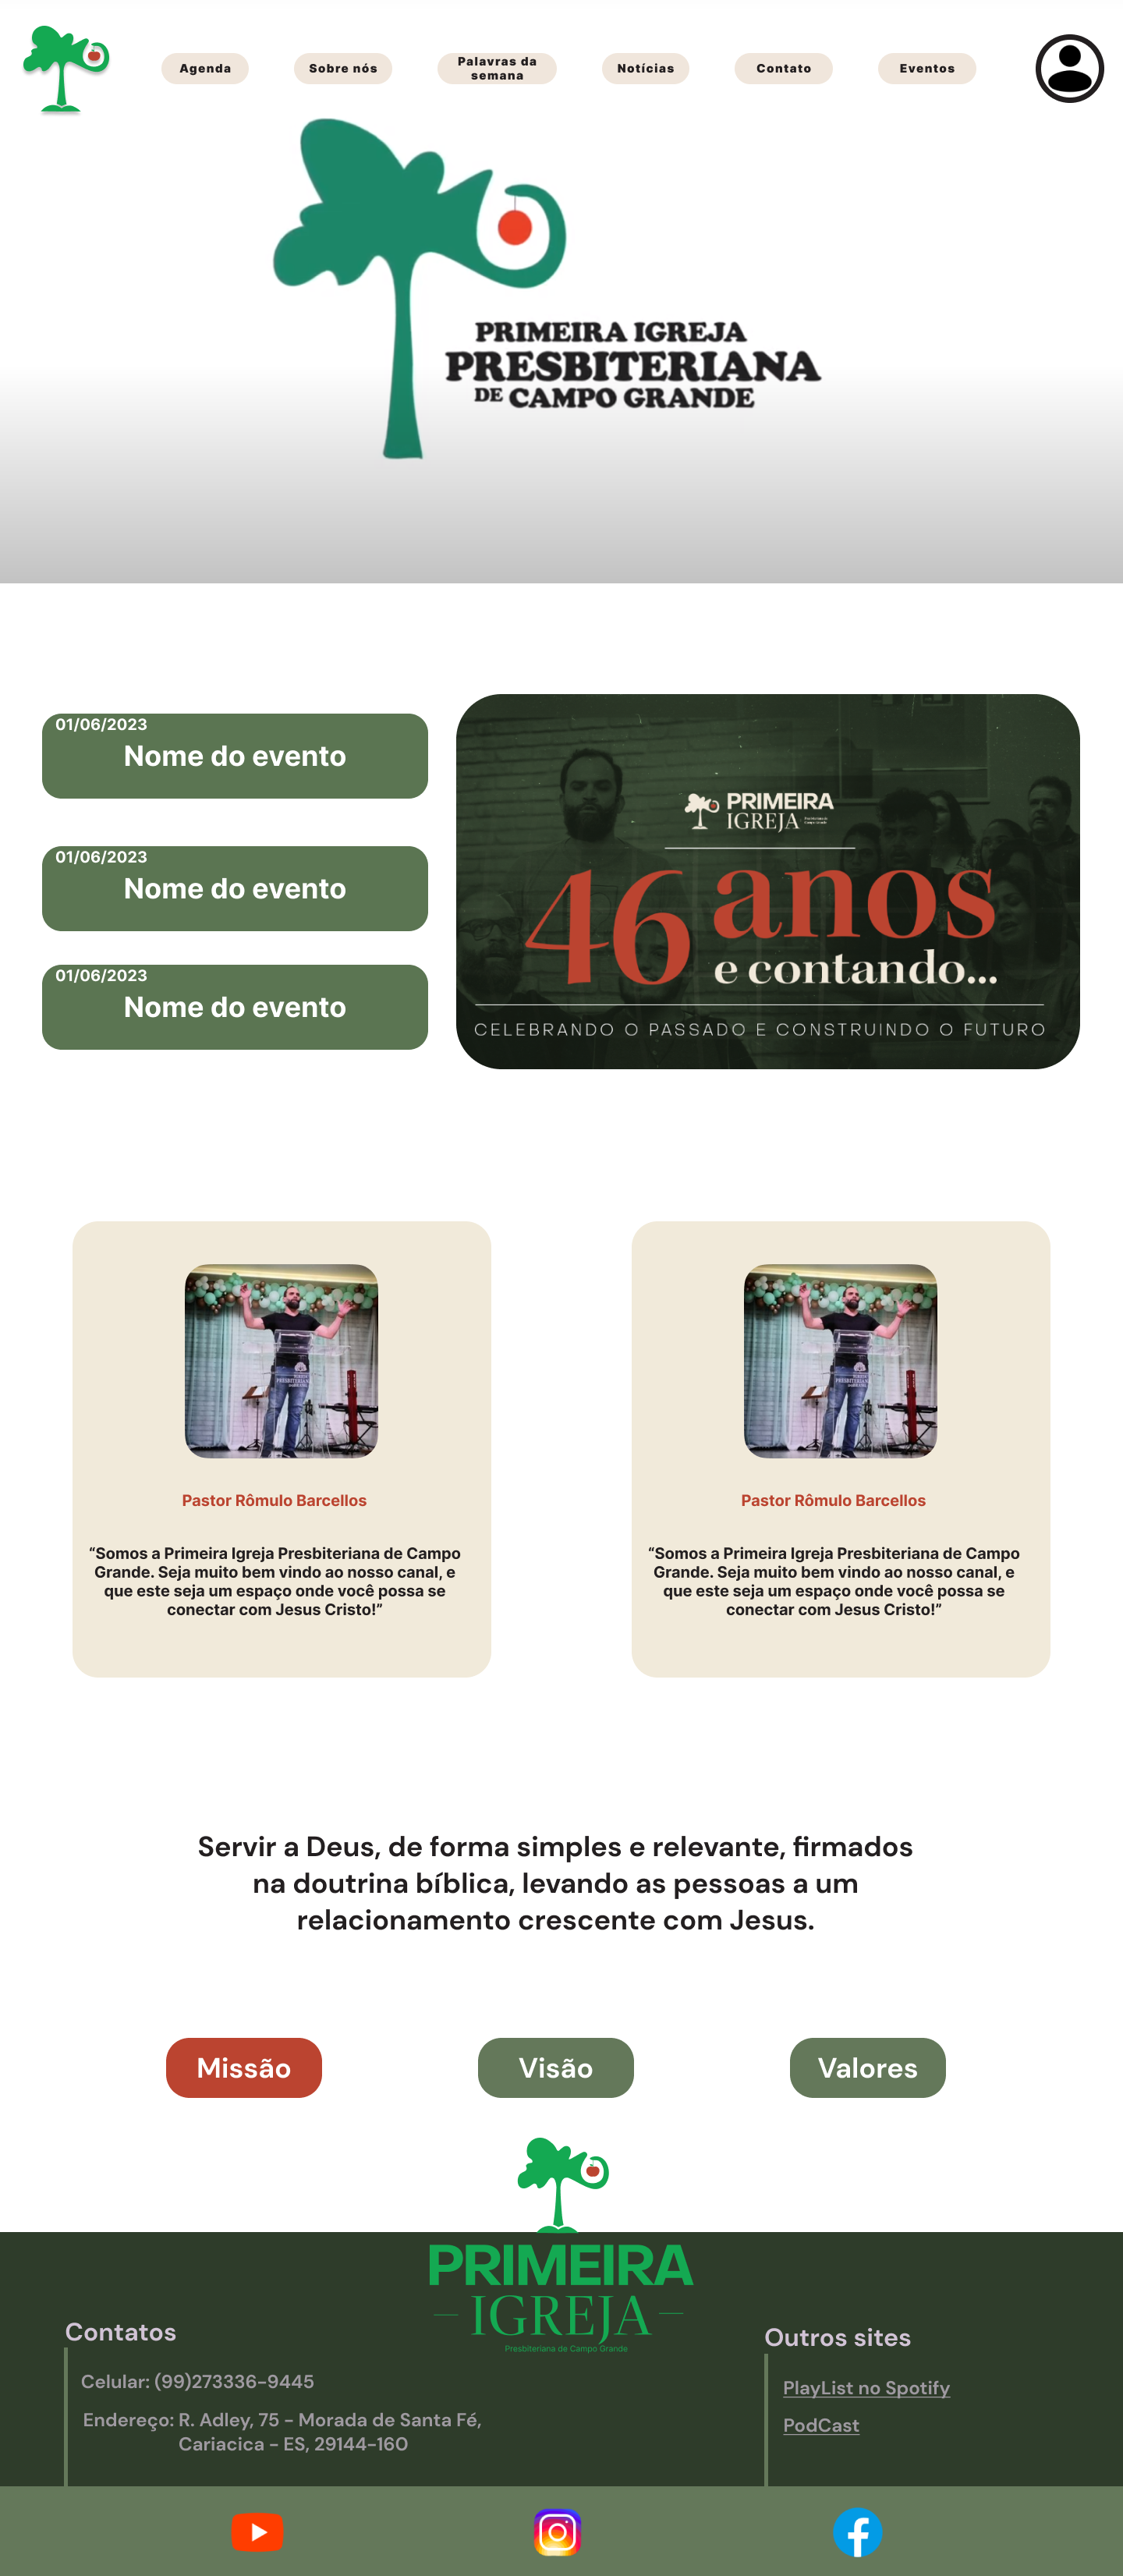 Agenda
Sobre nós
Palavras da
semana
Notícias
Contato
Eventos
PRIMEIRA IGREJA
PRESBITERIANA
DE CAMPO GRANDE
01/06/2023
Nome do evento
01/06/2023
Nome do evento
01/06/2023
Nome do evento
PRIMEIRA
IGREJA
46 anos
e contando...
CELEBRANDO O PASSADO E CONSTRUINDO O FUTURO
Pastor Rômulo Barcellos
“Somos a Primeira Igreja Presbiteriana de Campo
Grande. Seja muito bem vindo ao nosso canal, e
que este seja um espaço onde você possa se
conectar com Jesus Cristo!”
Pastor Rômulo Barcellos
“Somos a Primeira Igreja Presbiteriana de Campo
Grande. Seja muito bem vindo ao nosso canal, e
que este seja um espaço onde você possa se
conectar com Jesus Cristo!”
Servir a Deus, de forma simples e relevante, firmados
na doutrina bíblica, levando as pessoas a um
relacionamento crescente com Jesus.
Missão
Visão
Valores
PRIMEIRA
IGREJA
Presbiteriana de Campo Grande
Contatos
Celular: (99)273336-9445
Endereço: R. Adley, 75 - Morada de Santa Fé,
Cariacica - ES, 29144-160
Outros sites
PlayList no Spotify
PodCast